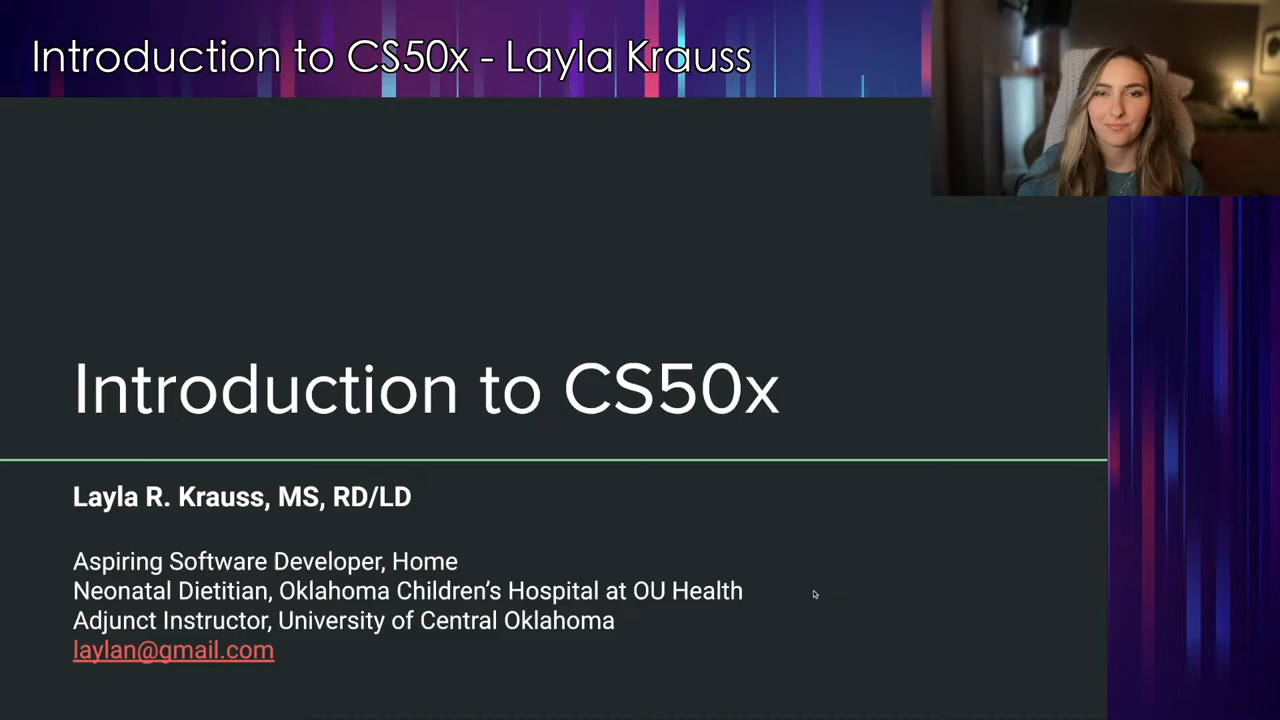 Introduction to CS50x - Layla Krauss
Introduction to CS50x
Layla R. Krauss, MS, RD/LD
Aspiring Software Developer, Home
Neonatal Dietitian, Oklahoma Children’s Hospital at OU Health
Adjunct Instructor, University of Central Oklahoma
laylan@gmail.com